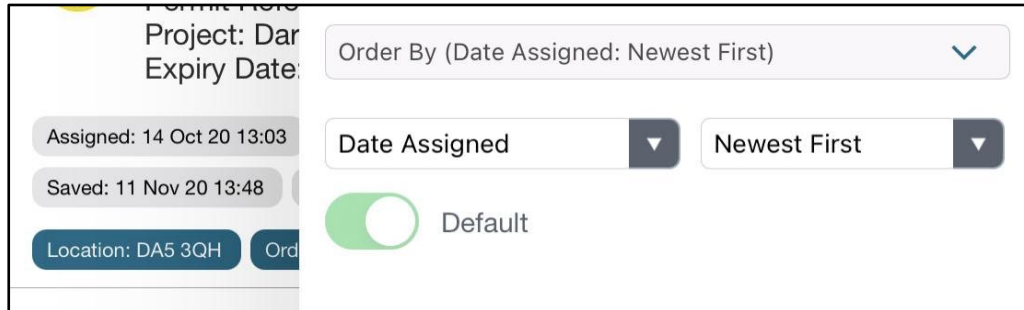 Project: Dar
Expiry Date:
Assigned: 14 Oct 20 13:03
Saved: 11 Nov 20 13:48
Location: DA5 3QH Ord
Order By (Date Assigned: Newest First)
Date Assigned Newest First
Default